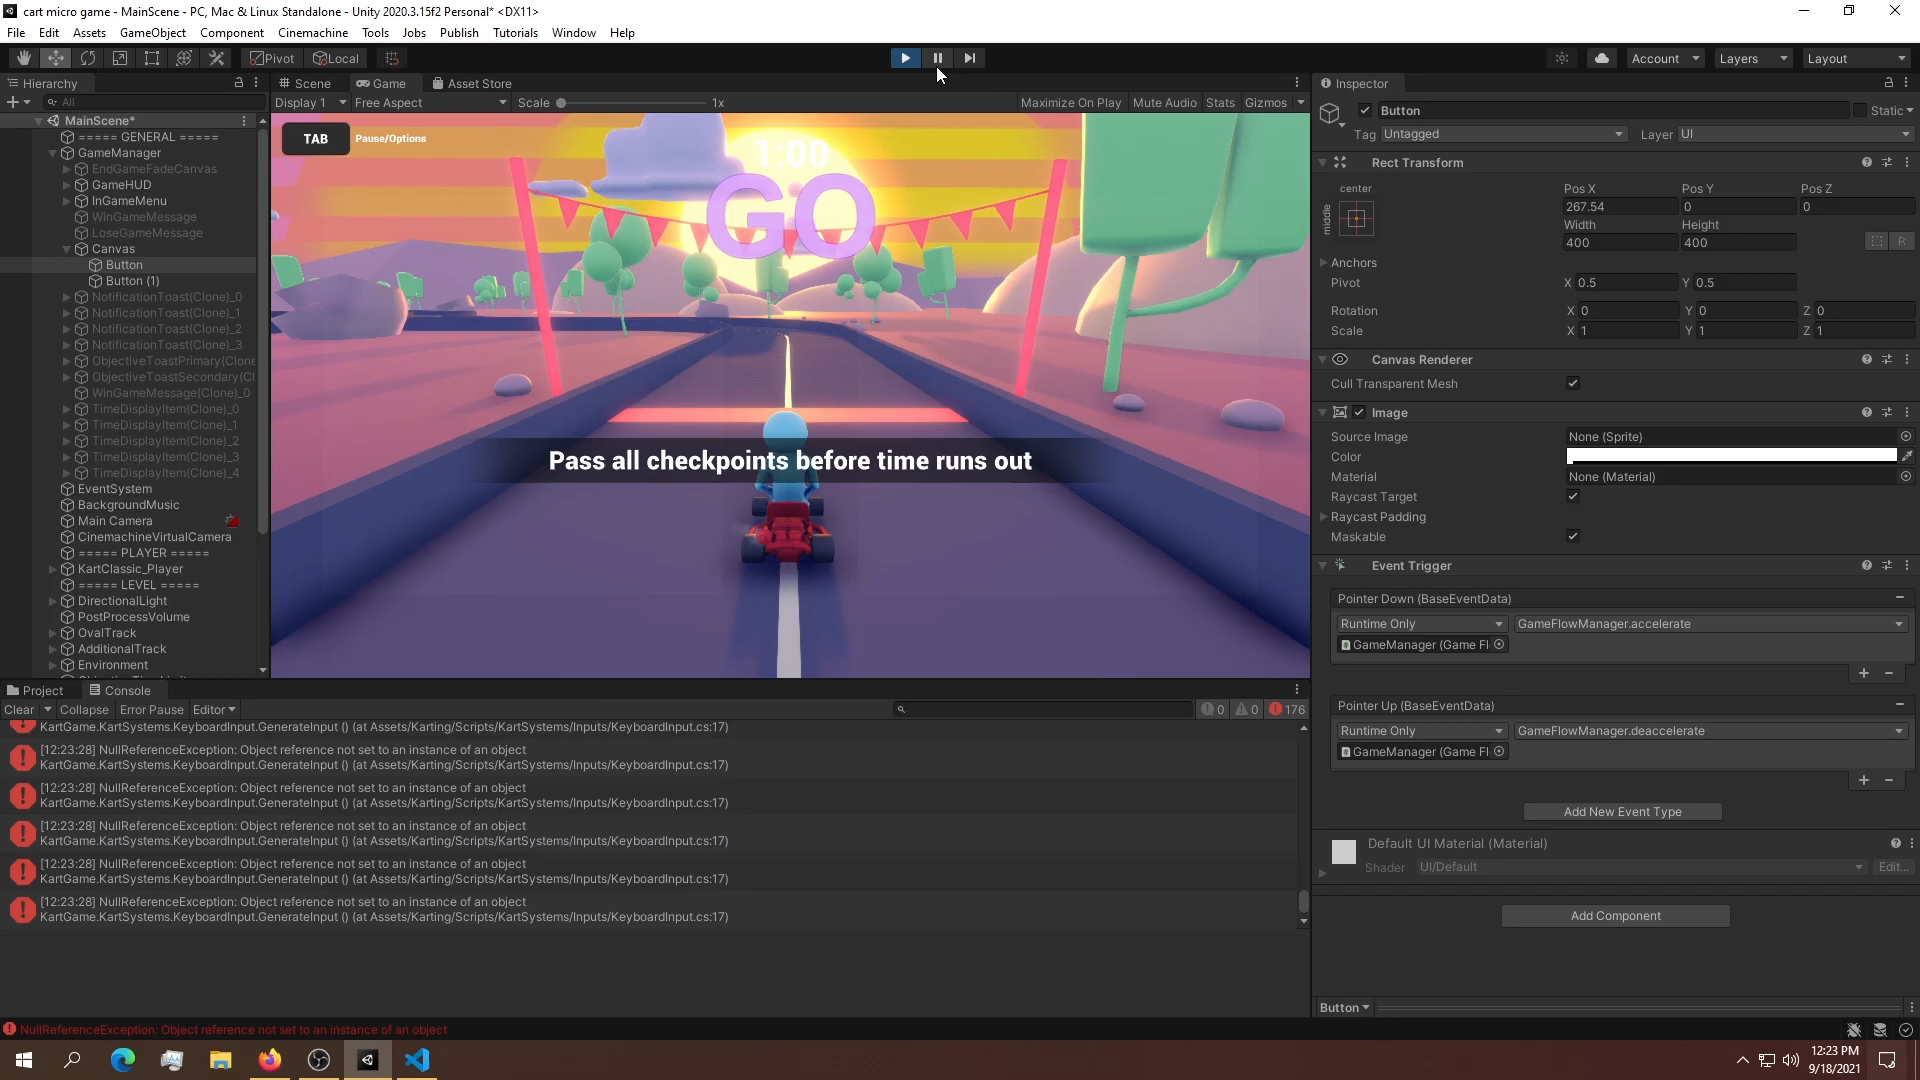 cart micro game - MainScene - PC, Mac & Linux Standalone - Unity 2020.3.15f2 Personal* <DX11>
File Edit Assets GameObject Component Cinemachine Tools Jobs Publish Tutorials Window Help
Pivot Local Account Layers Layout
Hierarchy
All
MainScene*
===== GENERAL =====
GameManager
EndGameFadeCanvas
GameHUD
InGameMenu
WinGameMessage
LoseGameMessage
Canvas
Button
Button (1)
NotificationToast(Clone)_0
NotificationToast(Clone)_1
NotificationToast(Clone)_2
NotificationToast(Clone)_3
ObjectiveToastPrimary(Clone
ObjectiveToastSecondary(Cl
WinGameMessage(Clone)_0
TimeDisplayItem(Clone)_0
TimeDisplayItem(Clone)_1
TimeDisplayItem(Clone)_2
TimeDisplayItem(Clone)_3
TimeDisplayItem(Clone)_4
EventSystem
BackgroundMusic
Main Camera
CinemachineVirtualCamera
===== PLAYER =====
KartClassic_Player
===== LEVEL =====
DirectionalLight
PostProcessVolume
OvalTrack
AdditionalTrack
Environment
Scene Game Asset Store
Display 1 Free Aspect Scale 1x Maximize On Play Mute Audio Stats Gizmos
TAB Pause/Options
1:00
GO
Pass all checkpoints before time runs out
Project Console
Clear Collapse Error Pause Editor 0 0 176
KartGame.KartSystems.KeyboardInput.GenerateInput () (at Assets/Karting/Scripts/KartSystems/Inputs/KeyboardInput.cs:17)
[12:23:28] NullReferenceException: Object reference not set to an instance of an object
KartGame.KartSystems.KeyboardInput.GenerateInput () (at Assets/Karting/Scripts/KartSystems/Inputs/KeyboardInput.cs:17)
[12:23:28] NullReferenceException: Object reference not set to an instance of an object
KartGame.KartSystems.KeyboardInput.GenerateInput () (at Assets/Karting/Scripts/KartSystems/Inputs/KeyboardInput.cs:17)
[12:23:28] NullReferenceException: Object reference not set to an instance of an object
KartGame.KartSystems.KeyboardInput.GenerateInput () (at Assets/Karting/Scripts/KartSystems/Inputs/KeyboardInput.cs:17)
[12:23:28] NullReferenceException: Object reference not set to an instance of an object
KartGame.KartSystems.KeyboardInput.GenerateInput () (at Assets/Karting/Scripts/KartSystems/Inputs/KeyboardInput.cs:17)
[12:23:28] NullReferenceException: Object reference not set to an instance of an object
KartGame.KartSystems.KeyboardInput.GenerateInput () (at Assets/Karting/Scripts/KartSystems/Inputs/KeyboardInput.cs:17)
Inspector
Button Static
Tag Untagged Layer UI
Rect Transform
center
middle
Pos X Pos Y Pos Z
267.54 0 0
Width Height
400 400
R
Anchors
Pivot X 0.5 Y 0.5
Rotation X 0 Y 0 Z 0
Scale X 1 Y 1 Z 1
Canvas Renderer
Cull Transparent Mesh
Image
Source Image None (Sprite)
Color
Material None (Material)
Raycast Target
Raycast Padding
Maskable
Event Trigger
Pointer Down (BaseEventData)
Runtime Only GameFlowManager.accelerate
GameManager (Game Fl
Pointer Up (BaseEventData)
Runtime Only GameFlowManager.deaccelerate
GameManager (Game Fl
Add New Event Type
Default UI Material (Material)
Shader UI/Default Edit...
Add Component
Button
NullReferenceException: Object reference not set to an instance of an object
12:23 PM
9/18/2021